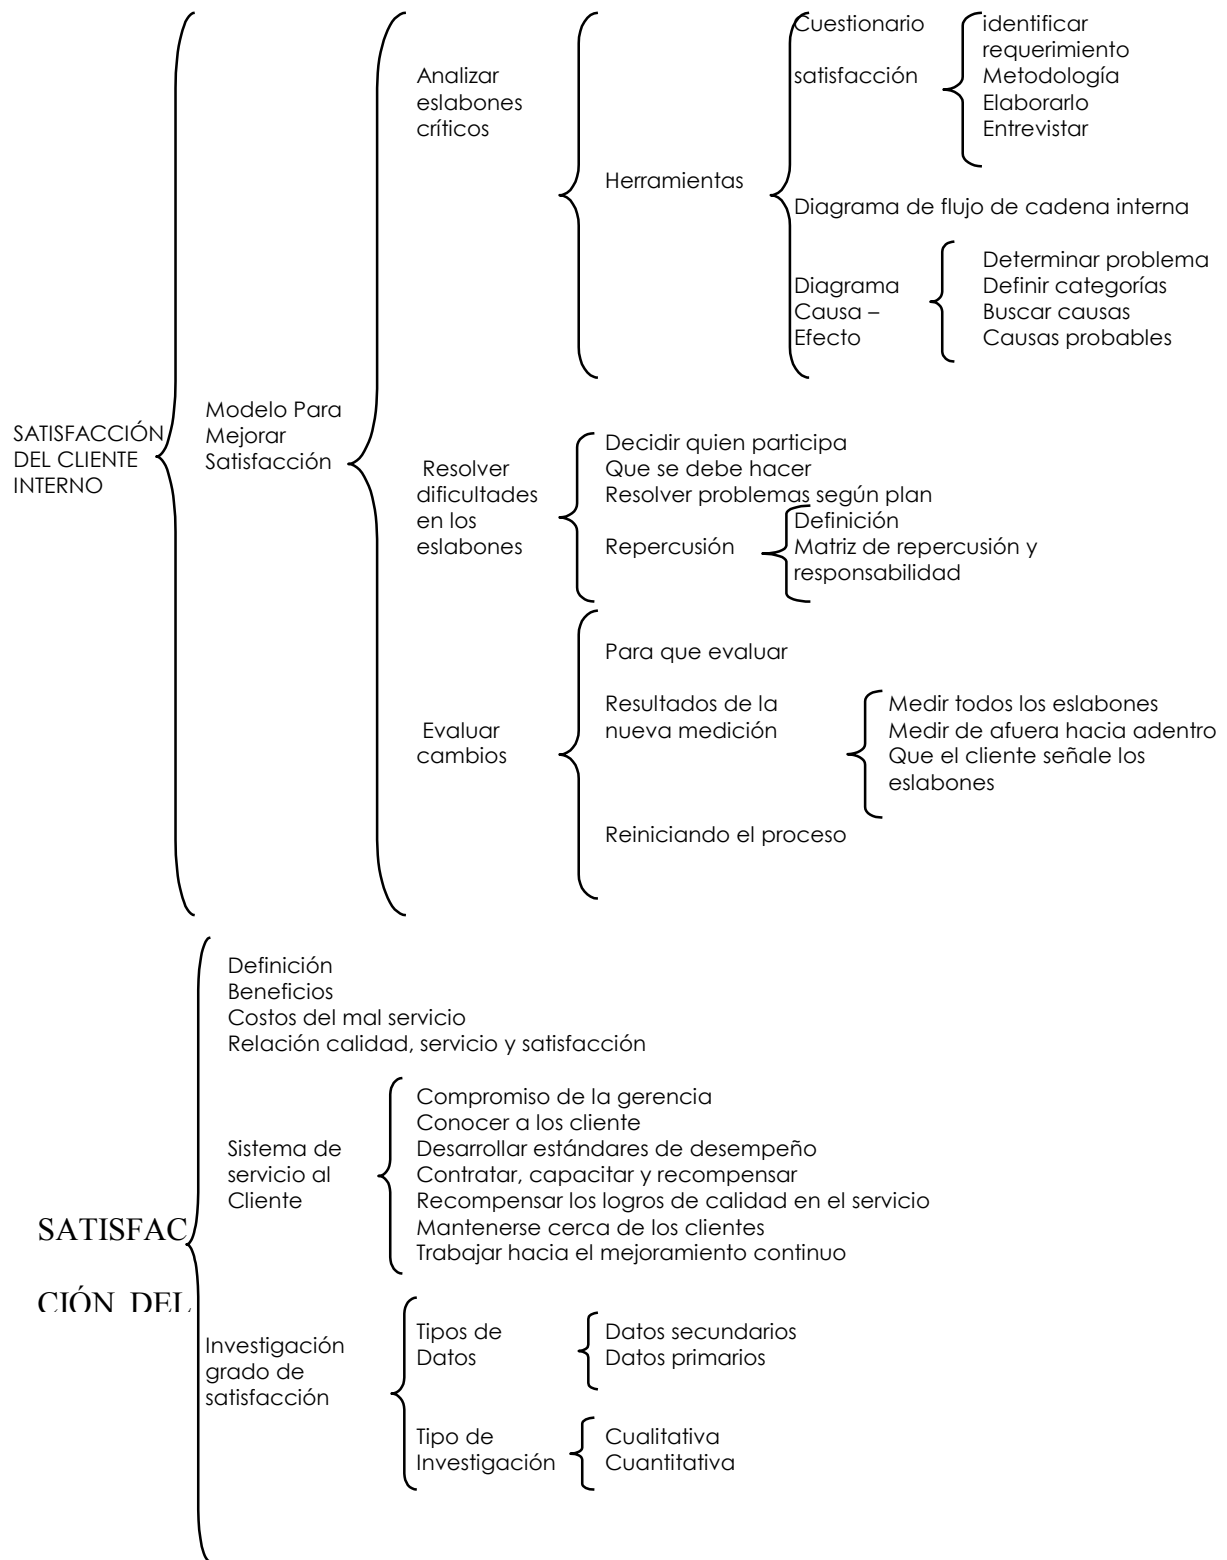 SATISFACCIÓN
DEL CLIENTE
INTERNO
Modelo Para
Mejorar
Satisfacción
Analizar
eslabones
críticos
Herramientas
Cuestionario
satisfacción
identificar
requerimiento
Metodología
Elaborarlo
Entrevistar
Diagrama de flujo de cadena interna
Diagrama
Causa –
Efecto
Determinar problema
Definir categorías
Buscar causas
Causas probables
Resolver
dificultades
en los
eslabones
Decidir quien participa
Que se debe hacer
Resolver problemas según plan
Repercusión
Definición
Matriz de repercusión y
responsabilidad
Evaluar
cambios
Para que evaluar
Resultados de la
nueva medición
Medir todos los eslabones
Medir de afuera hacia adentro
Que el cliente señale los
eslabones
Reiniciando el proceso
SATISFAC
CIÓN DEL
Definición
Beneficios
Costos del mal servicio
Relación calidad, servicio y satisfacción
Sistema de
servicio al
Cliente
Compromiso de la gerencia
Conocer a los cliente
Desarrollar estándares de desempeño
Contratar, capacitar y recompensar
Recompensar los logros de calidad en el servicio
Mantenerse cerca de los clientes
Trabajar hacia el mejoramiento continuo
Investigación
grado de
satisfacción
Tipos de
Datos
Datos secundarios
Datos primarios
Tipo de
Investigación
Cualitativa
Cuantitativa